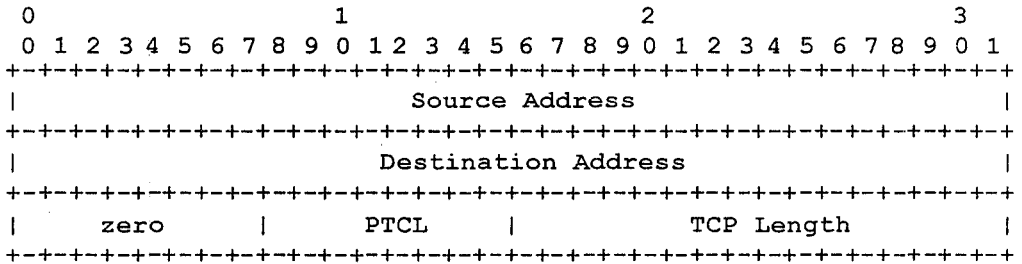 0                   1                   2                   3
 0 1 2 3 4 5 6 7 8 9 0 1 2 3 4 5 6 7 8 9 0 1 2 3 4 5 6 7 8 9 0 1
+-+-+-+-+-+-+-+-+-+-+-+-+-+-+-+-+-+-+-+-+-+-+-+-+-+-+-+-+-+-+-+-+
|                         Source Address                        |
+-+-+-+-+-+-+-+-+-+-+-+-+-+-+-+-+-+-+-+-+-+-+-+-+-+-+-+-+-+-+-+-+
|                       Destination Address                     |
+-+-+-+-+-+-+-+-+-+-+-+-+-+-+-+-+-+-+-+-+-+-+-+-+-+-+-+-+-+-+-+-+
|     zero      |      PTCL     |           TCP Length          |
+-+-+-+-+-+-+-+-+-+-+-+-+-+-+-+-+-+-+-+-+-+-+-+-+-+-+-+-+-+-+-+-+